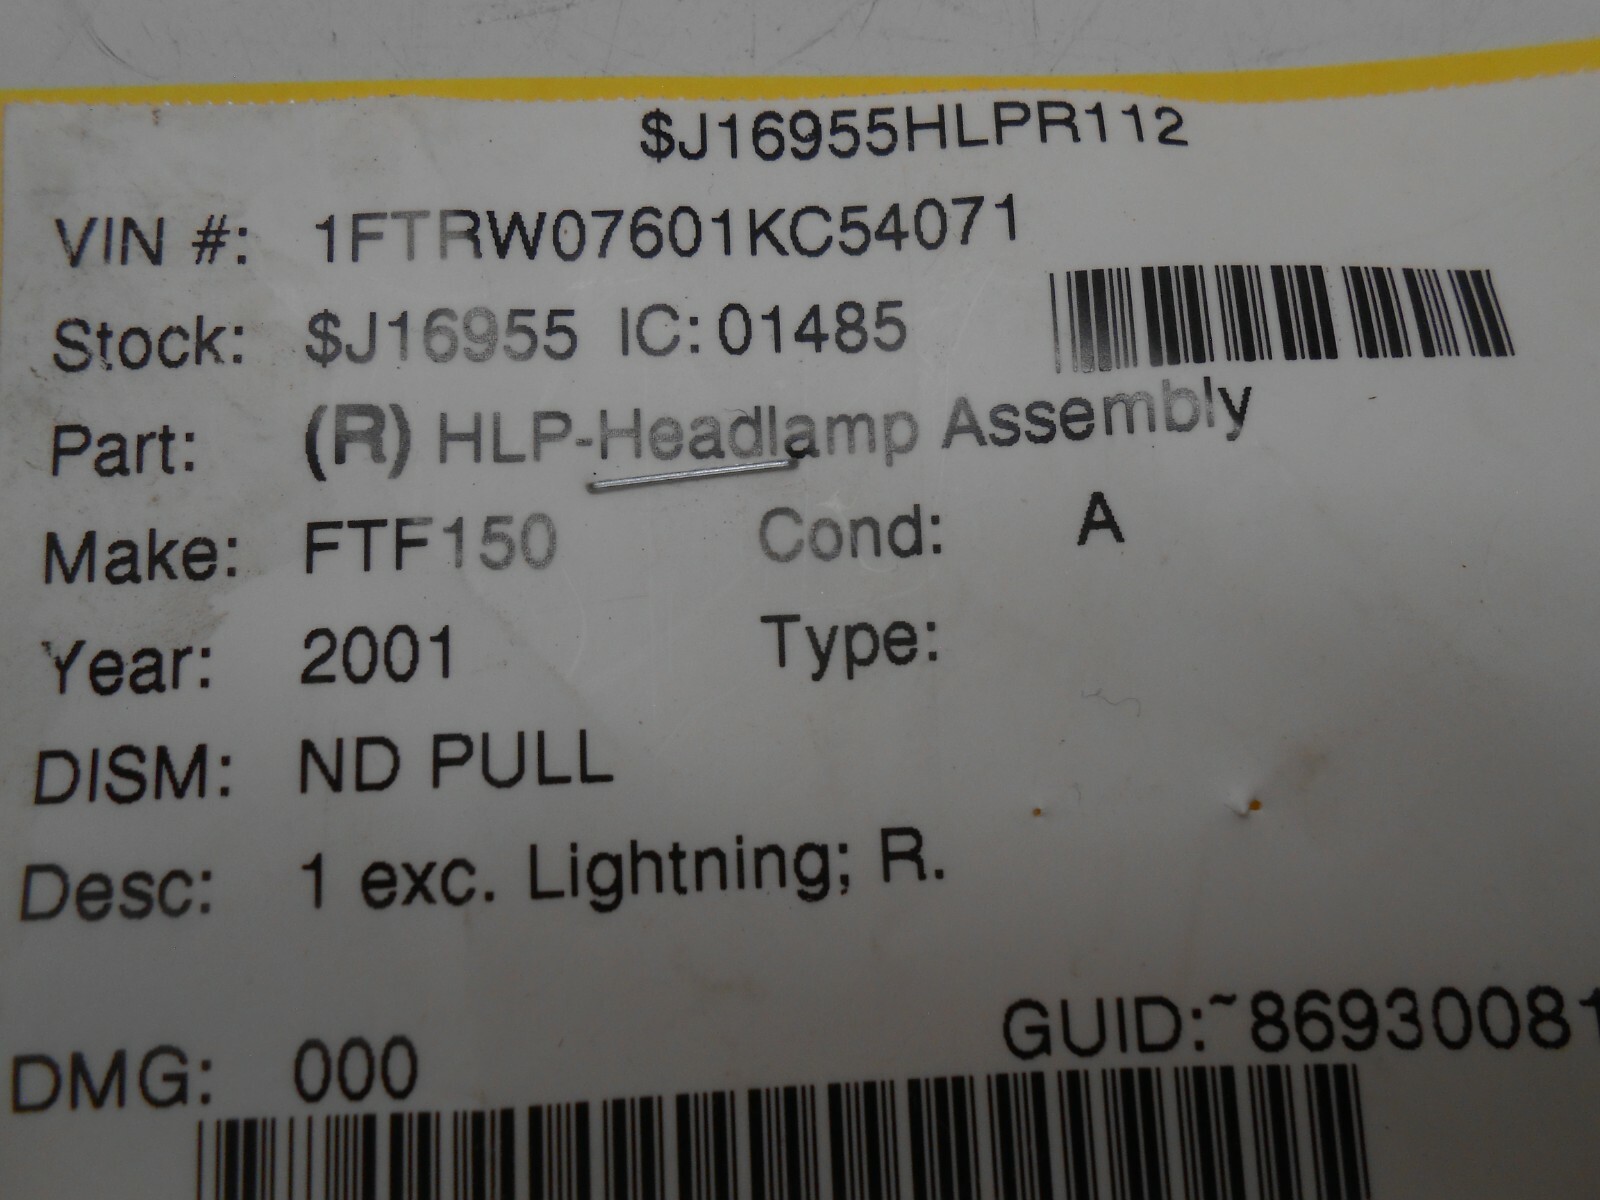 $J16955HLPR112
VIN #: 1FTRW07601KC54071
Stock: $J16955 IC: 01485
Part: (R) HLP-Headlamp Assembly
Make: FTF150 Cond: A
Year: 2001 Type:
DISM: ND PULL
Desc: 1 exc. Lightning; R.
GUID:~86930081
DMG: 000